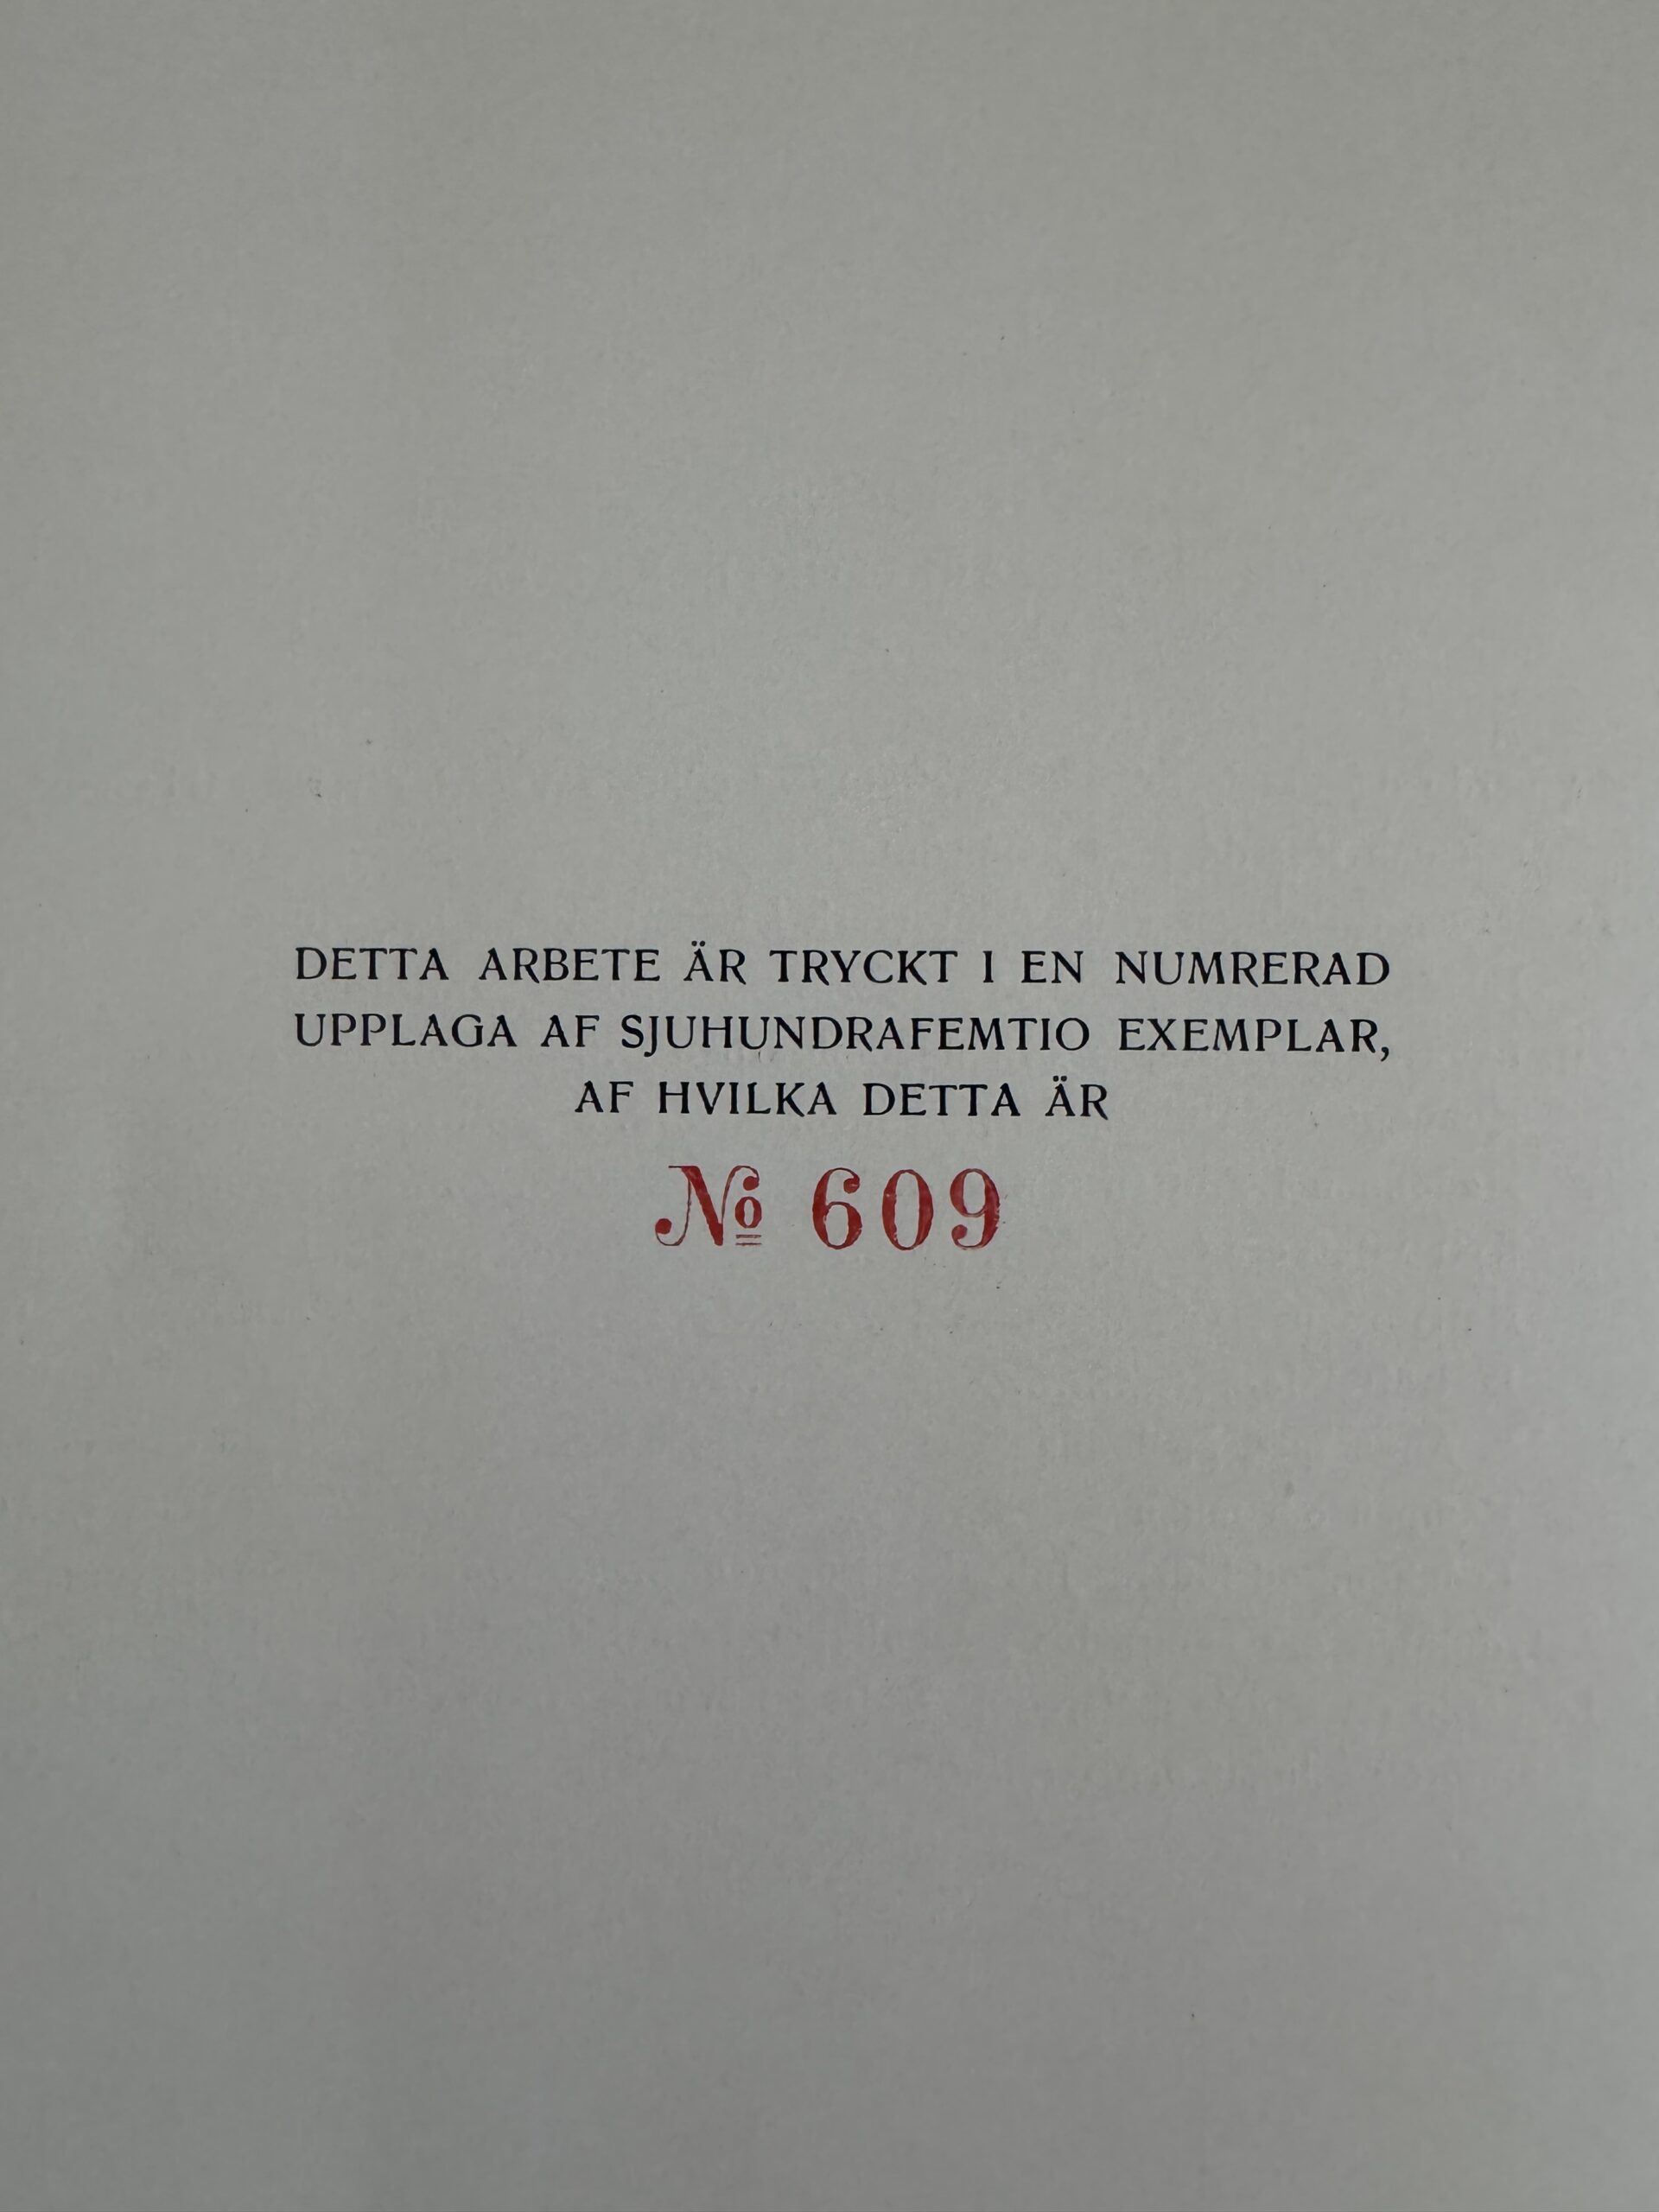 DETTA ARBETE ÄR TRYCKT I EN NUMRERAD
UPPLAGA AF SJUHUNDRAFEMTIO EXEMPLAR,
AF HVILKA DETTA ÄR
№ 609